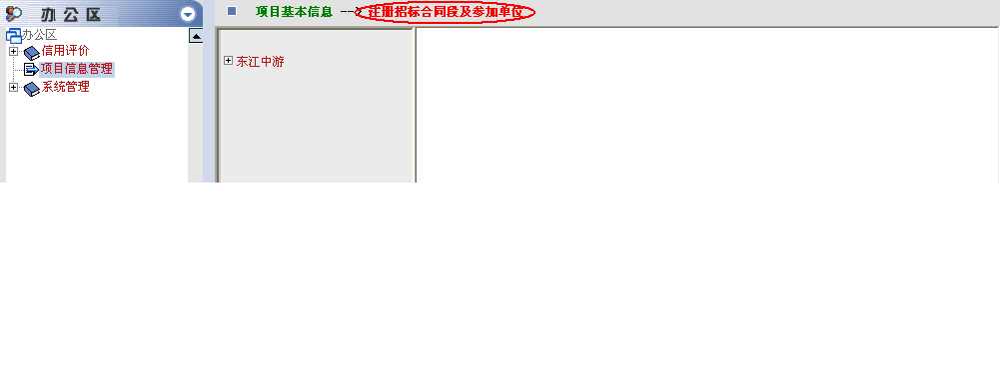 办公区
办公区
信用评价
项目信息管理
系统管理
项目基本信息 --> 注册招标合同段及参加单位
东江中游